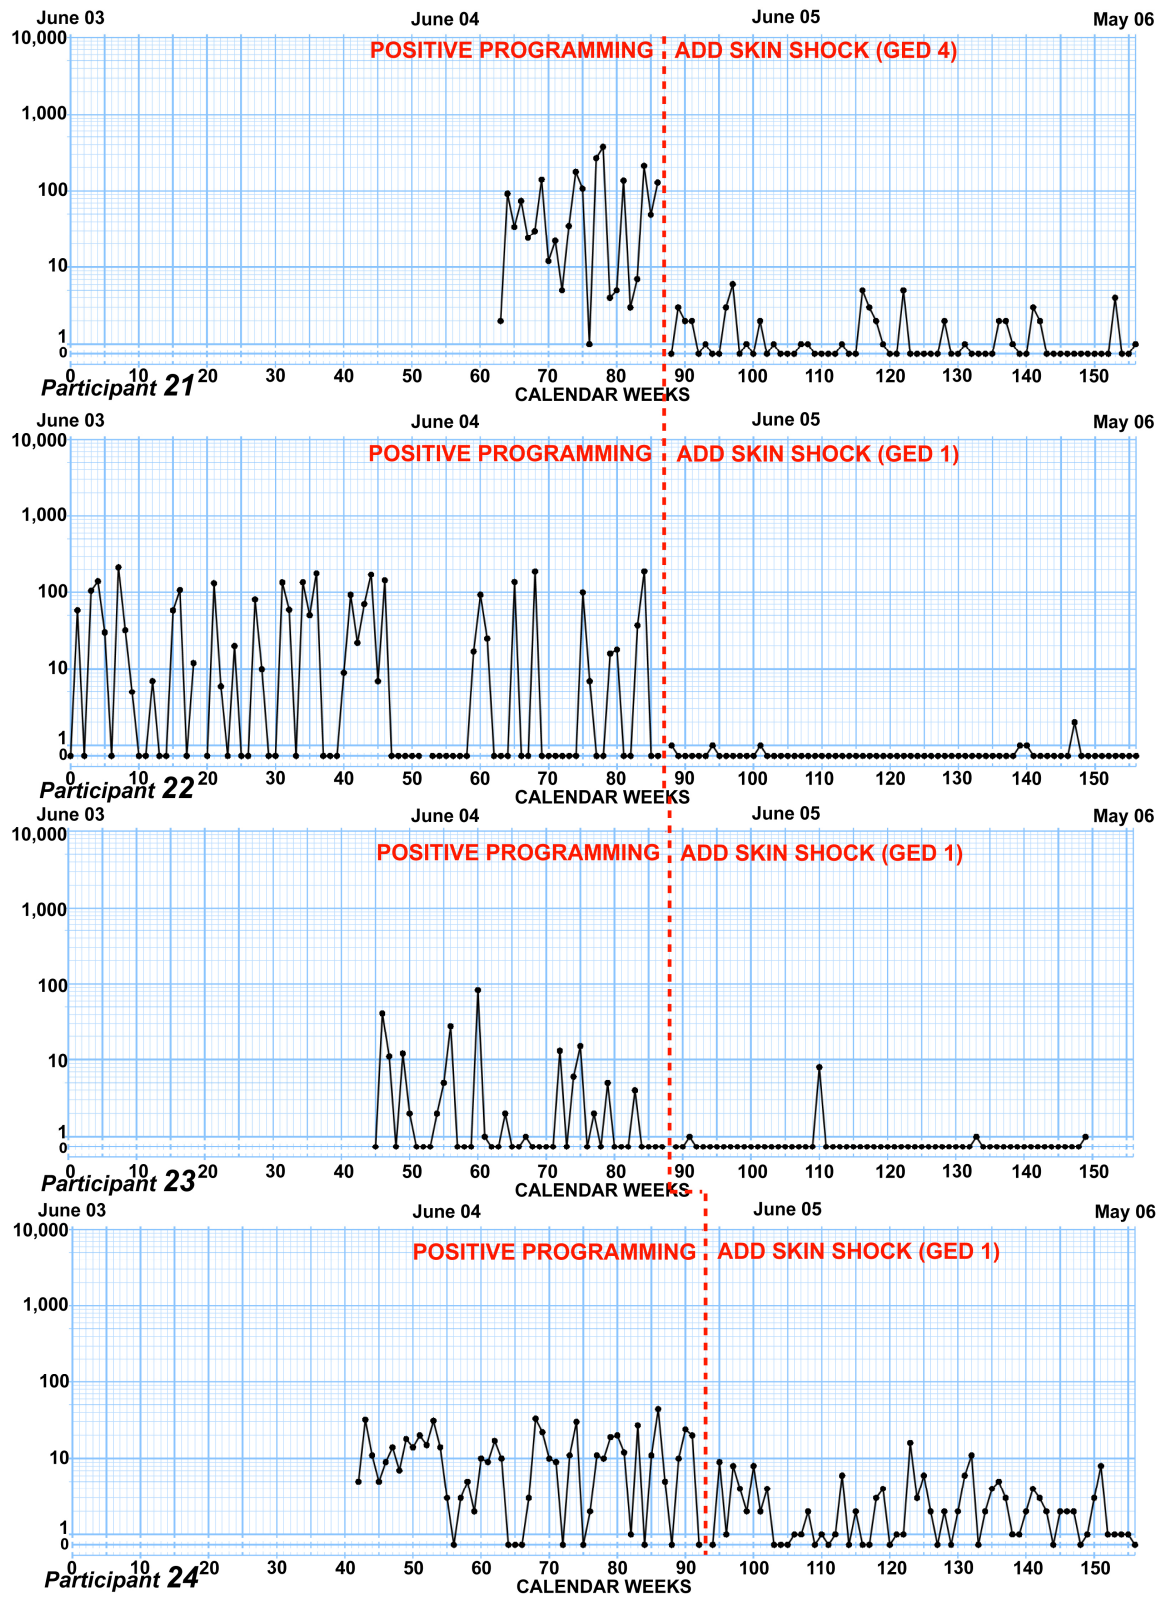 June 03 June 04 June 05 May 06
10,000
POSITIVE PROGRAMMING ADD SKIN SHOCK (GED 4)
1,000
100
10
1
0
0 10 20 30 40 50 60 70 80 90 100 110 120 130 140 150
Participant 21 CALENDAR WEEKS
June 03 June 04 June 05 May 06
10,000
POSITIVE PROGRAMMING ADD SKIN SHOCK (GED 1)
1,000
100
10
1
0
0 10 20 30 40 50 60 70 80 90 100 110 120 130 140 150
Participant 22 CALENDAR WEEKS
June 03 June 04 June 05 May 06
10,000
POSITIVE PROGRAMMING ADD SKIN SHOCK (GED 1)
1,000
100
10
1
0
0 10 20 30 40 50 60 70 80 90 100 110 120 130 140 150
Participant 23 CALENDAR WEEKS
June 03 June 04 June 05 May 06
10,000
POSITIVE PROGRAMMING ADD SKIN SHOCK (GED 1)
1,000
100
10
1
0
0 10 20 30 40 50 60 70 80 90 100 110 120 130 140 150
Participant 24 CALENDAR WEEKS